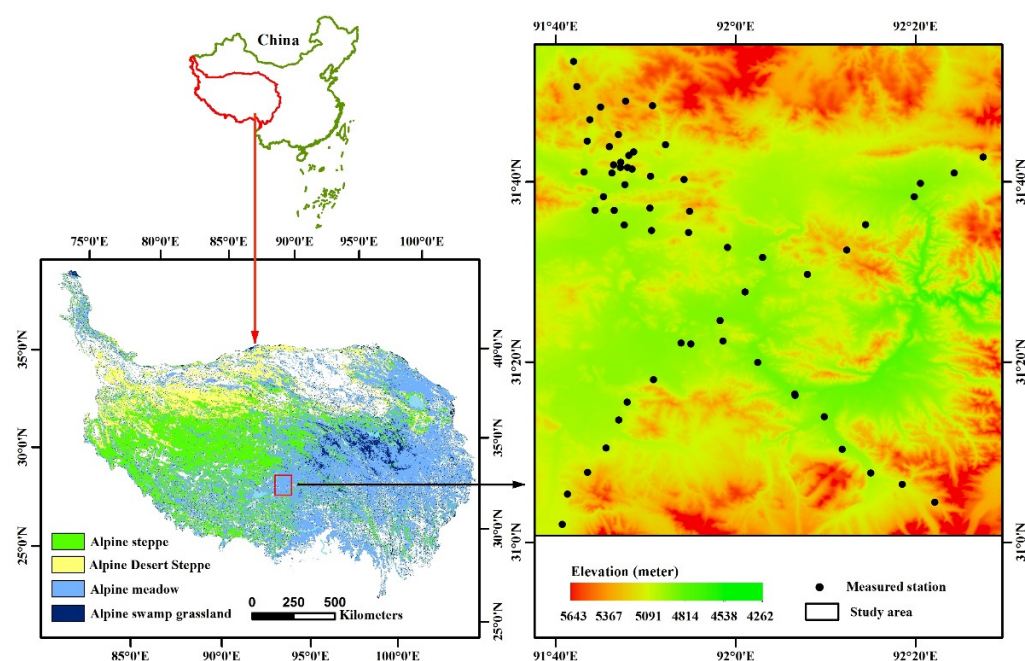 China
75°0'E 80°0'E 85°0'E 90°0'E 95°0'E 100°0'E
35°0'N
30°0'N
25°0'N
40°0'N
35°0'N
30°0'N
25°0'N
Alpine steppe
Alpine Desert Steppe
Alpine meadow
Alpine swamp grassland
0 250 500
Kilometers
85°0'E 90°0'E 95°0'E 100°0'E
91°40'E 92°0'E 92°20'E
31°40'N
31°20'N
31°0'N
31°40'N
31°20'N
31°0'N
Elevation (meter)
5643 5367 5091 4814 4538 4262
Measured station
Study area
91°40'E 92°0'E 92°20'E